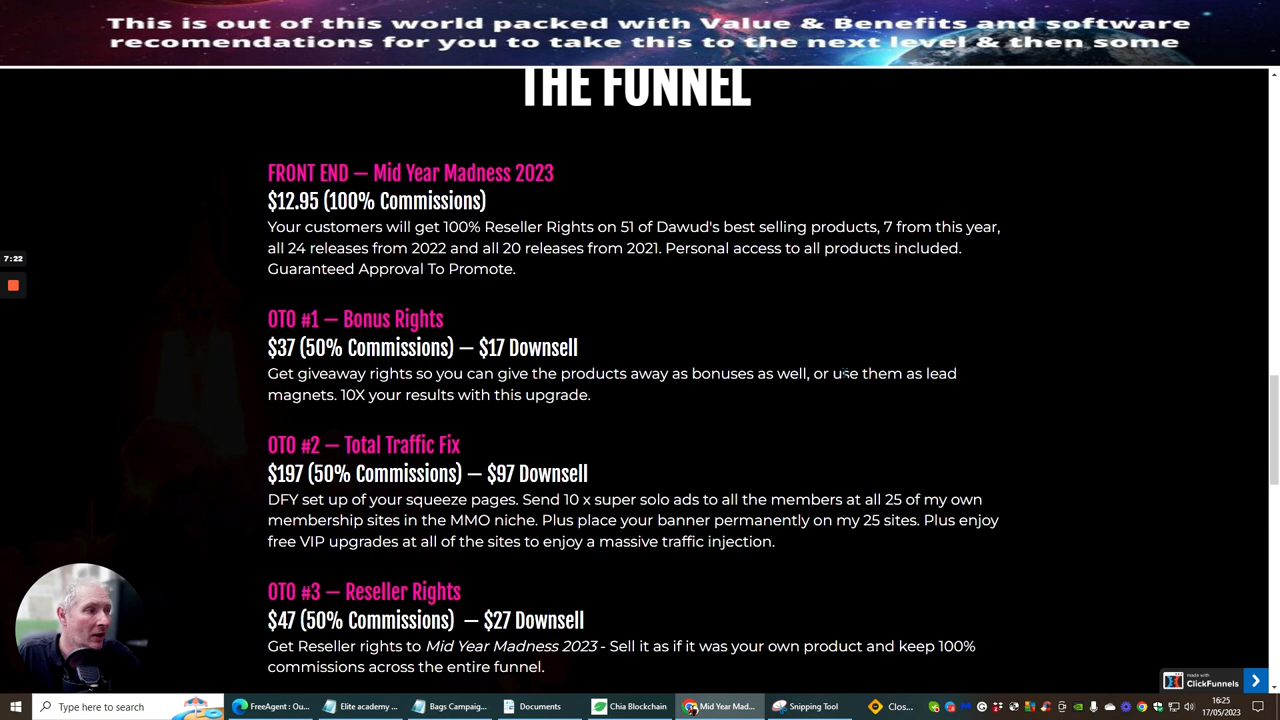 This is out of this world packed with Value & Benefits and software
recomendations for you to take this to the next level & then some
THE FUNNEL
FRONT END — Mid Year Madness 2023
$12.95 (100% Commissions)
Your customers will get 100% Reseller Rights on 51 of Dawud's best selling products, 7 from this year,
all 24 releases from 2022 and all 20 releases from 2021. Personal access to all products included.
Guaranteed Approval To Promote.
7:22
OTO #1 — Bonus Rights
$37 (50% Commissions) — $17 Downsell
Get giveaway rights so you can give the products away as bonuses as well, or use them as lead
magnets. 10X your results with this upgrade.
OTO #2 — Total Traffic Fix
$197 (50% Commissions) — $97 Downsell
DFY set up of your squeeze pages. Send 10 x super solo ads to all the members at all 25 of my own
membership sites in the MMO niche. Plus place your banner permanently on my 25 sites. Plus enjoy
free VIP upgrades at all of the sites to enjoy a massive traffic injection.
OTO #3 — Reseller Rights
$47 (50% Commissions) — $27 Downsell
Get Reseller rights to Mid Year Madness 2023 - Sell it as if it was your own product and keep 100%
commissions across the entire funnel.
made with
ClickFunnels
Type here to search
FreeAgent : Ou...
Elite academy ...
Bags Campaig...
Documents
Chia Blockchain
Mid Year Mad...
Snipping Tool
Clos...
16:25
17/05/2023